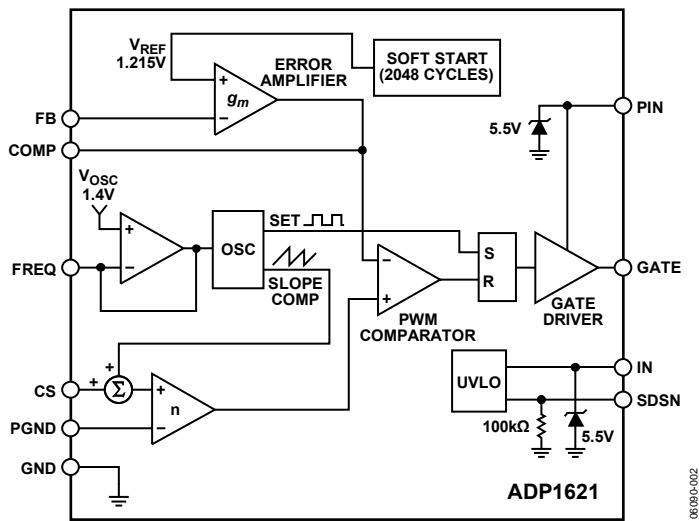 V_REF
1.215V
ERROR
AMPLIFIER
SOFT START
(2048 CYCLES)
+
g_m
−
FB
COMP
5.5V
PIN
V_OSC
1.4V
+
−
FREQ
OSC
SET
SLOPE
COMP
−
+
PWM
COMPARATOR
S
R
GATE
DRIVER
GATE
+
+
Σ
CS
+
n
−
PGND
GND
UVLO
IN
SDSN
100kΩ
5.5V
ADP1621
06090-002